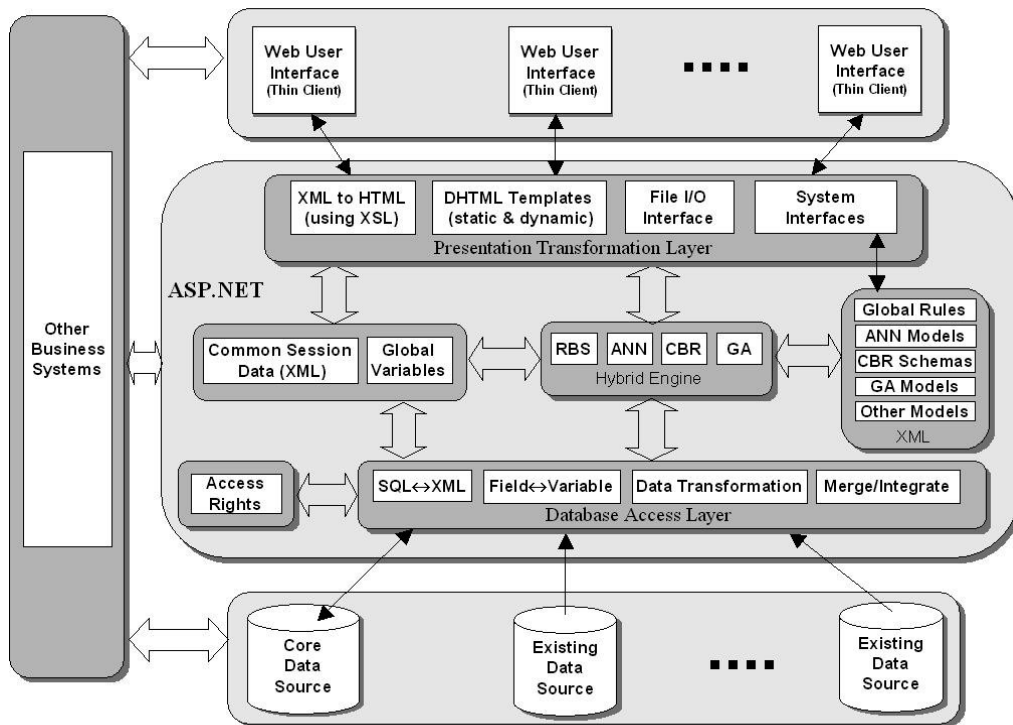 Web User
Interface
(Thin Client)
Web User
Interface
(Thin Client)
Web User
Interface
(Thin Client)
Other
Business
Systems
XML to HTML
(using XSL)
DHTML Templates
(static & dynamic)
File I/O
Interface
System
Interfaces
Presentation Transformation Layer
ASP.NET
Common Session
Data (XML)
Global
Variables
RBS
ANN
CBR
GA
Hybrid Engine
Global Rules
ANN Models
CBR Schemas
GA Models
Other Models
XML
Access
Rights
SQL↔XML
Field↔Variable
Data Transformation
Merge/Integrate
Database Access Layer
Core
Data
Source
Existing
Data
Source
Existing
Data
Source